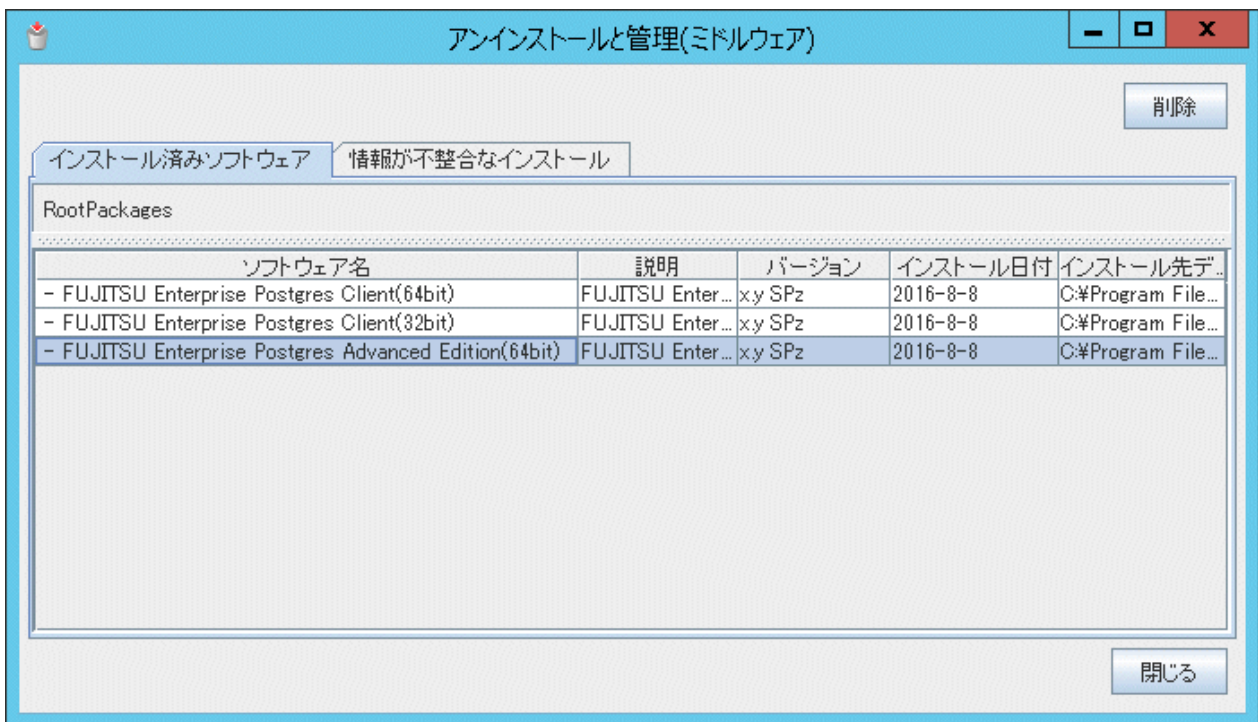 アンインストールと管理(ミドルウェア)
削除
インストール済みソフトウェア 情報が不整合なインストール
RootPackages
ソフトウェア名 説明 バージョン インストール日付 インストール先デ...
- FUJITSU Enterprise Postgres Client(64bit) FUJITSU Enter... x.y SPz 2016-8-8 C:¥Program File...
- FUJITSU Enterprise Postgres Client(32bit) FUJITSU Enter... x.y SPz 2016-8-8 C:¥Program File...
- FUJITSU Enterprise Postgres Advanced Edition(64bit) FUJITSU Enter... x.y SPz 2016-8-8 C:¥Program File...
閉じる